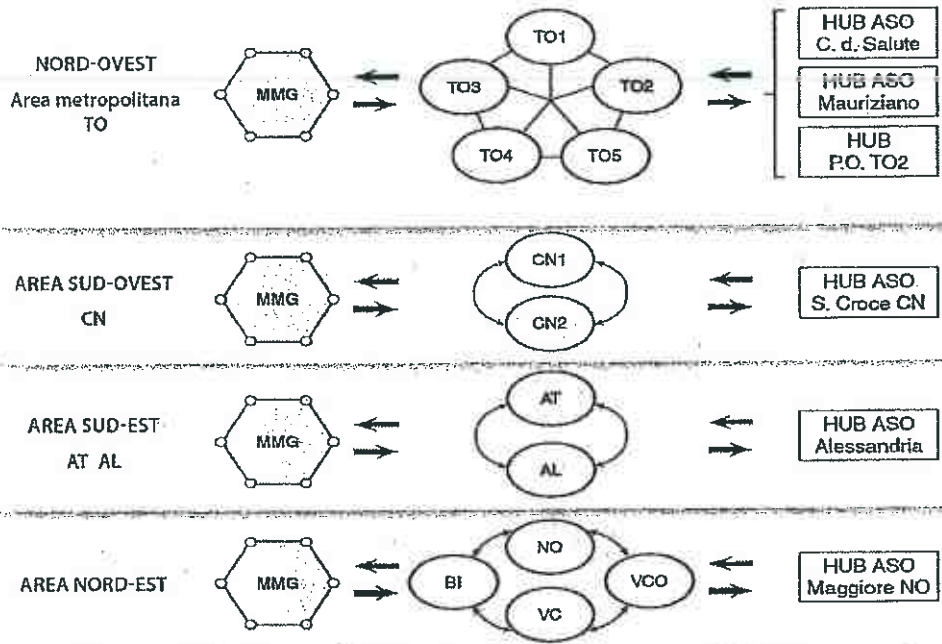 NORD-OVEST
Area metropolitana
TO
MMG
TO1
TO3
TO2
TO4
TO5
HUB ASO
C. d. Salute
HUB ASO
Mauriziano
HUB
P.O. TO2
AREA SUD-OVEST
CN
MMG
CN1
CN2
HUB ASO
S. Croce CN
AREA SUD-EST
AT AL
MMG
AT
AL
HUB ASO
Alessandria
AREA NORD-EST
MMG
BI
NO
VC
VCO
HUB ASO
Maggiore NO